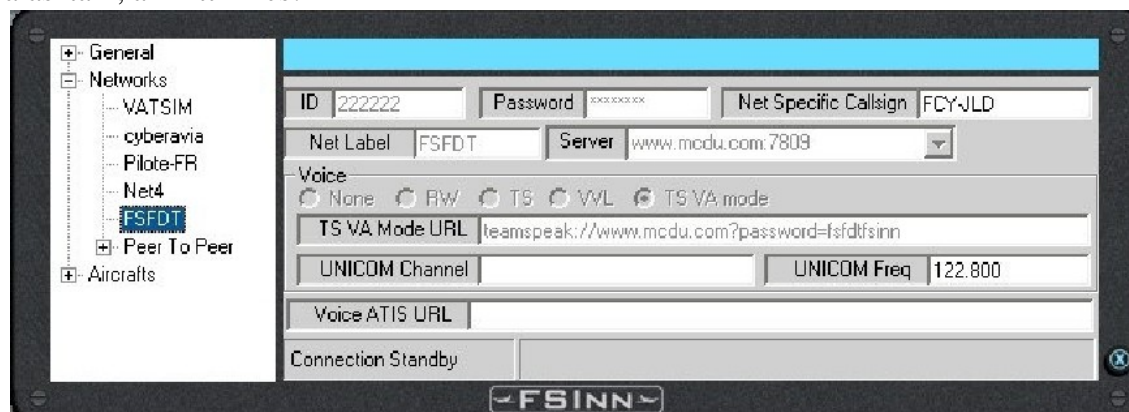 General
Networks
VATSIM
cyberavia
Pilote-FR
Net4
FSFDT
Peer To Peer
Aircrafts
ID 222222 Password ******** Net Specific Callsign FCY-JLD
Net Label FSFDT Server www.mcdu.com:7809
Voice
None RW TS VVL TS VA mode
TS VA Mode URL teamspeak://www.mcdu.com?password=fsfdtfsinn
UNICOM Channel UNICOM Freq 122.800
Voice ATIS URL
Connection Standby
FSINN